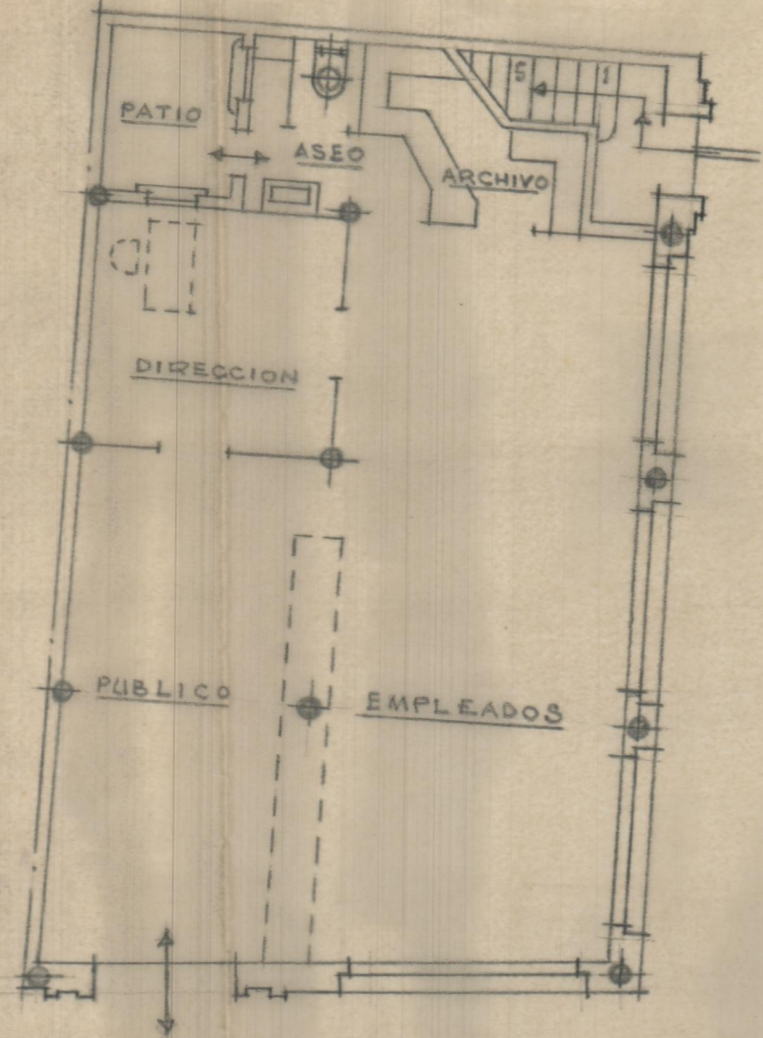 PATIO
ASEO
5
1
ARCHIVO
DIRECCION
PUBLICO
EMPLEADOS